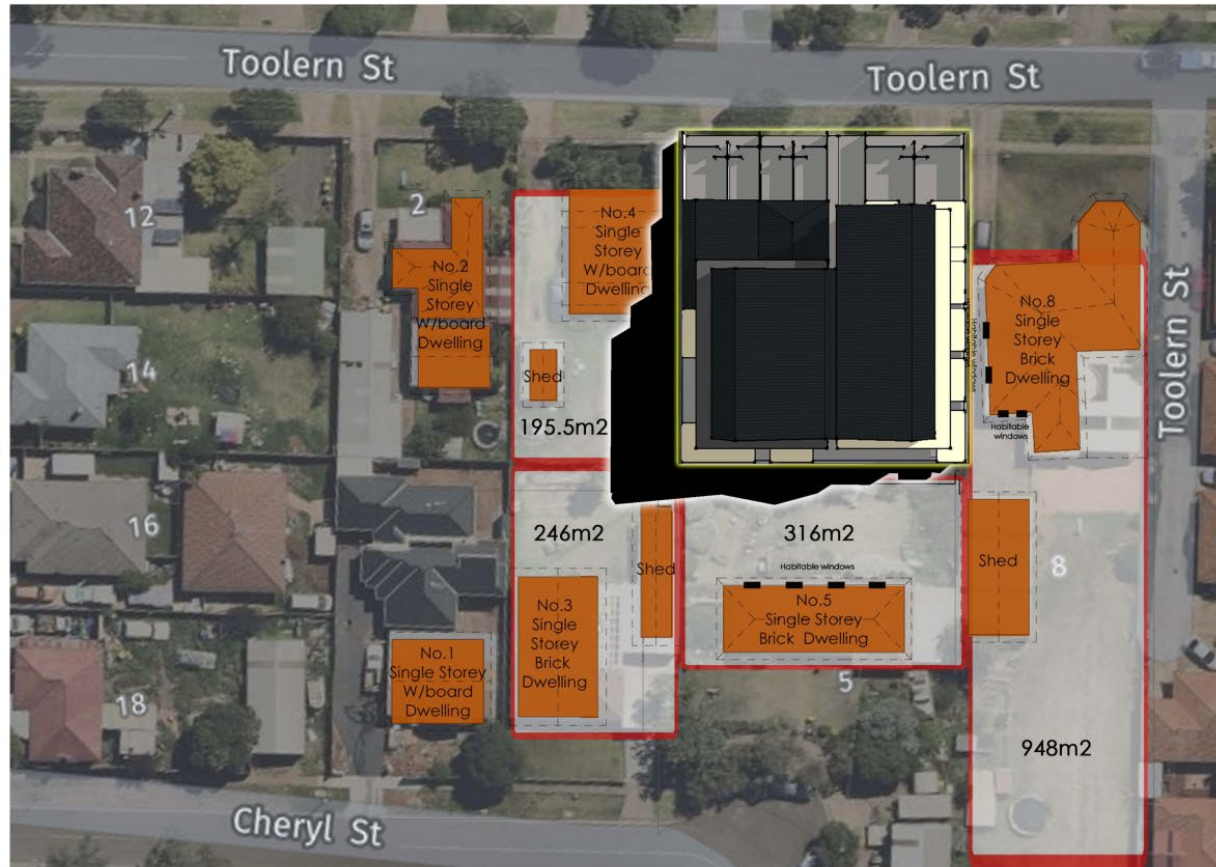 Toolern St
Toolern St
12
2
No.4
Single
Storey
W/board
Dwelling
No.2
Single
Storey
W/board
Dwelling
Toolern St
No.8
Single
Storey
Brick
Dwelling
Habitable windows
Habitable
windows
14
Shed
195.5m2
16
246m2
Shed
316m2
Habitable windows
Shed
8
No.3
Single
Storey
Brick
Dwelling
No.5
Single Storey
Brick Dwelling
No.1
Single Storey
W/board
Dwelling
5
18
948m2
Cheryl St